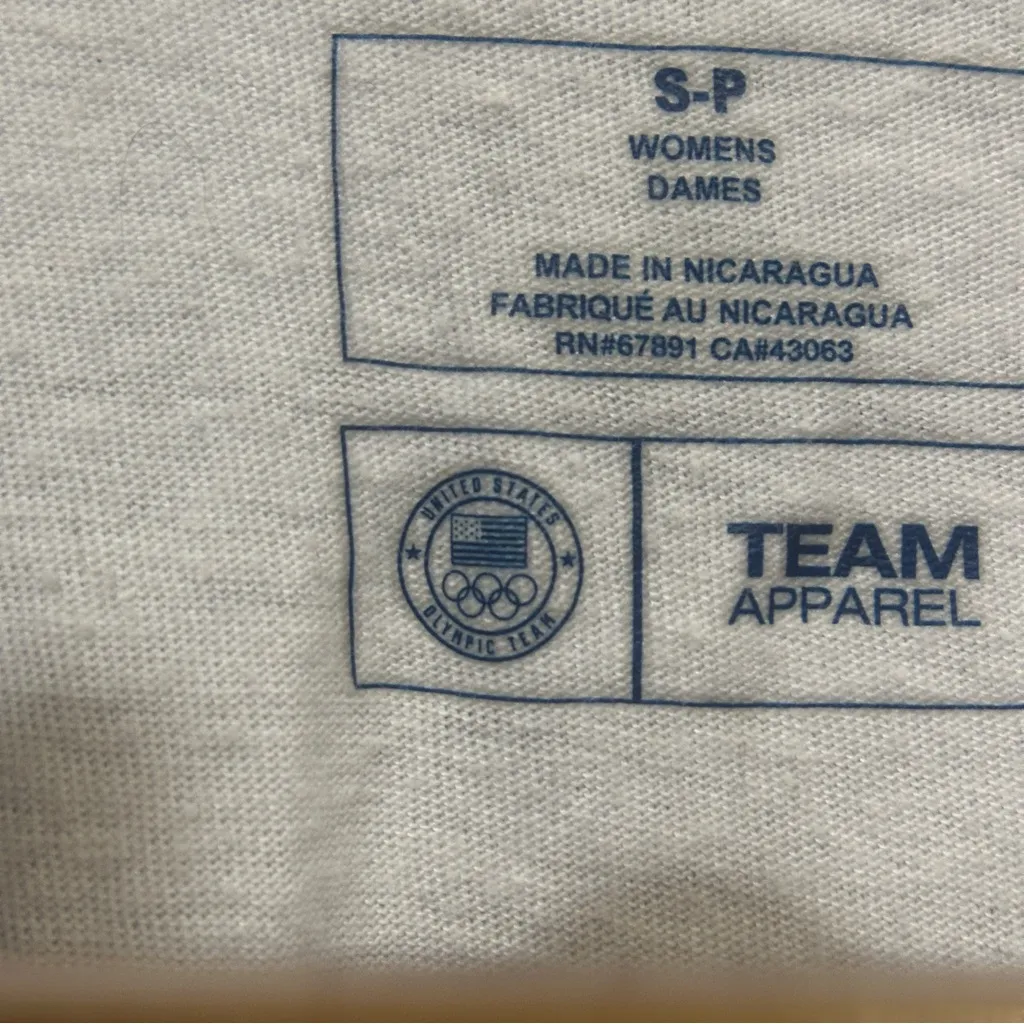 S-P
WOMENS
DAMES
MADE IN NICARAGUA
FABRIQUÉ AU NICARAGUA
RN#67891 CA#43063
UNITED STATES
OLYMPIC TEAM
TEAM
APPAREL